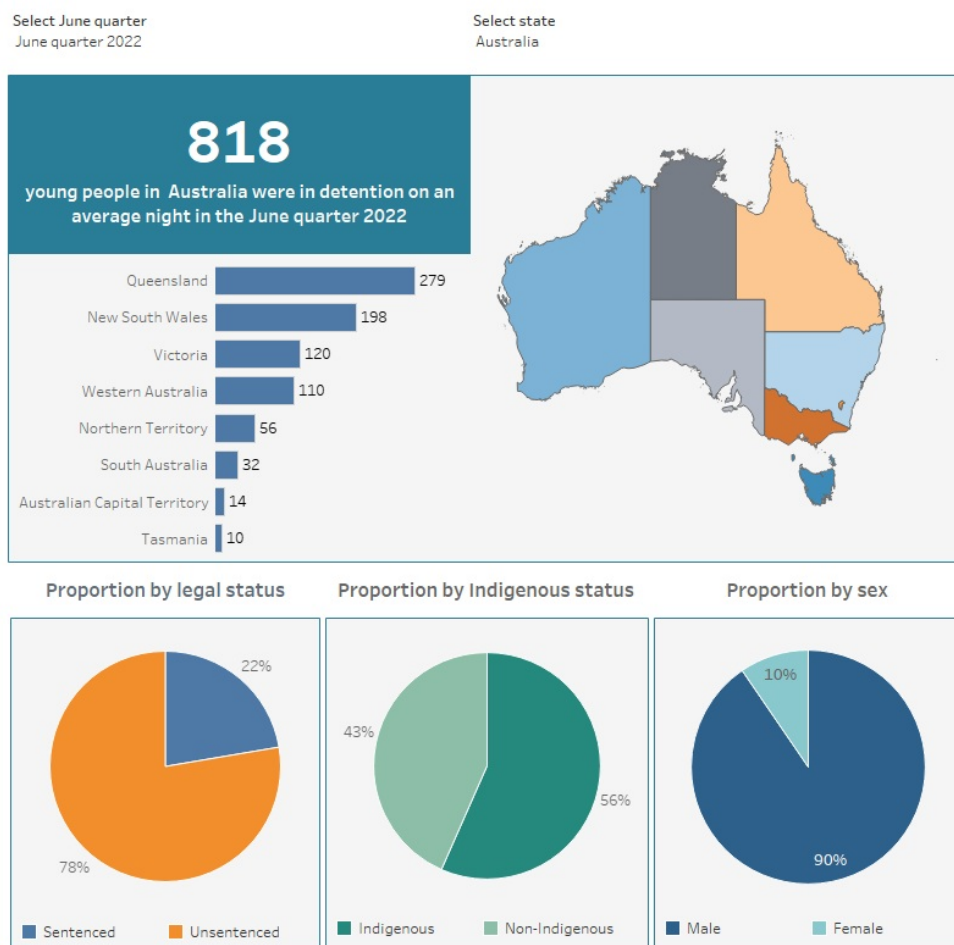 Select June quarter
June quarter 2022
Select state
Australia
818
young people in Australia were in detention on an
average night in the June quarter 2022
Queensland 279
New South Wales 198
Victoria 120
Western Australia 110
Northern Territory 56
South Australia 32
Australian Capital Territory 14
Tasmania 10
Proportion by legal status
22%
78%
Sentenced Unsentenced
Proportion by Indigenous status
43%
56%
Indigenous Non-Indigenous
Proportion by sex
10%
90%
Male Female